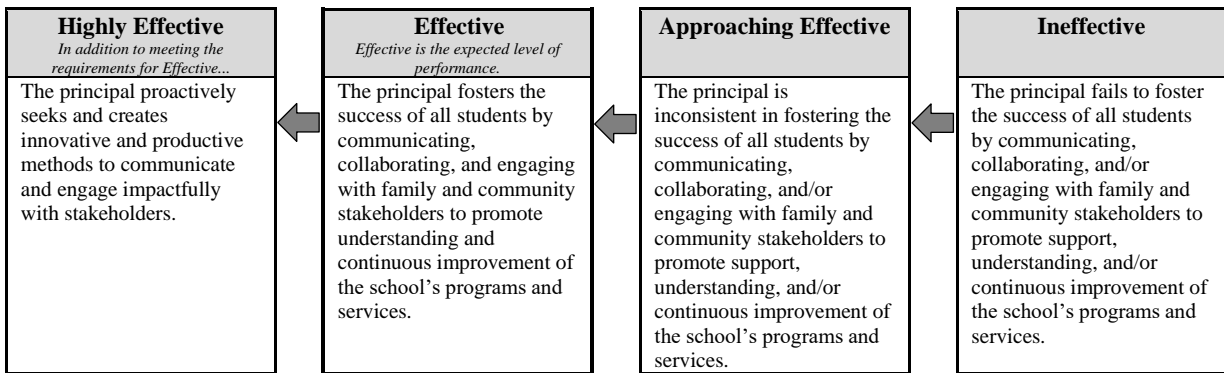 Highly Effective
In addition to meeting the
requirements for Effective...
The principal proactively
seeks and creates
innovative and productive
methods to communicate
and engage impactfully
with stakeholders.
Effective
Effective is the expected level of
performance.
The principal fosters the
success of all students by
communicating,
collaborating, and engaging
with family and community
stakeholders to promote
understanding and
continuous improvement of
the school’s programs and
services.
Approaching Effective
The principal is
inconsistent in fostering the
success of all students by
communicating,
collaborating, and/or
engaging with family and
community stakeholders to
promote support,
understanding, and/or
continuous improvement of
the school’s programs and
services.
Ineffective
The principal fails to foster
the success of all students
by communicating,
collaborating, and/or
engaging with family and
community stakeholders to
promote support,
understanding, and/or
continuous improvement of
the school’s programs and
services.